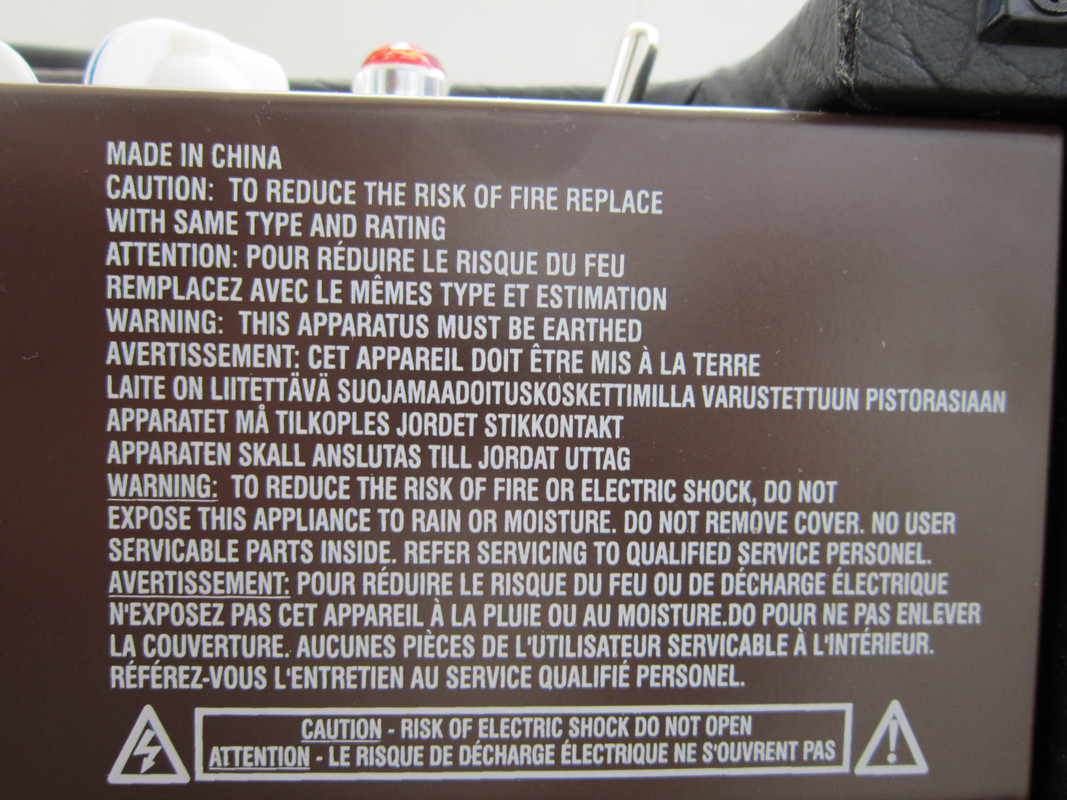 MADE IN CHINA
CAUTION: TO REDUCE THE RISK OF FIRE REPLACE
WITH SAME TYPE AND RATING
ATTENTION: POUR RÉDUIRE LE RISQUE DU FEU
REMPLACEZ AVEC LE MÊMES TYPE ET ESTIMATION
WARNING: THIS APPARATUS MUST BE EARTHED
AVERTISSEMENT: CET APPAREIL DOIT ÊTRE MIS À LA TERRE
LAITE ON LIITETTÄVÄ SUOJAMAADOITUSKOSKETTIMILLA VARUSTETTUUN PISTORASIAAN
APPARATET MÅ TILKOPLES JORDET STIKKONTAKT
APPARATEN SKALL ANSLUTAS TILL JORDAT UTTAG
WARNING: TO REDUCE THE RISK OF FIRE OR ELECTRIC SHOCK, DO NOT
EXPOSE THIS APPLIANCE TO RAIN OR MOISTURE. DO NOT REMOVE COVER. NO USER
SERVICABLE PARTS INSIDE. REFER SERVICING TO QUALIFIED SERVICE PERSONEL.
AVERTISSEMENT: POUR RÉDUIRE LE RISQUE DU FEU OU DE DÉCHARGE ÉLECTRIQUE
N'EXPOSEZ PAS CET APPAREIL À LA PLUIE OU AU MOISTURE.DO POUR NE PAS ENLEVER
LA COUVERTURE. AUCUNES PIÈCES DE L'UTILISATEUR SERVICABLE À L'INTÉRIEUR.
RÉFÉREZ-VOUS L'ENTRETIEN AU SERVICE QUALIFIÉ PERSONEL.
CAUTION - RISK OF ELECTRIC SHOCK DO NOT OPEN
ATTENTION - LE RISQUE DE DÉCHARGE ÉLECTRIQUE NE S'OUVRENT PAS